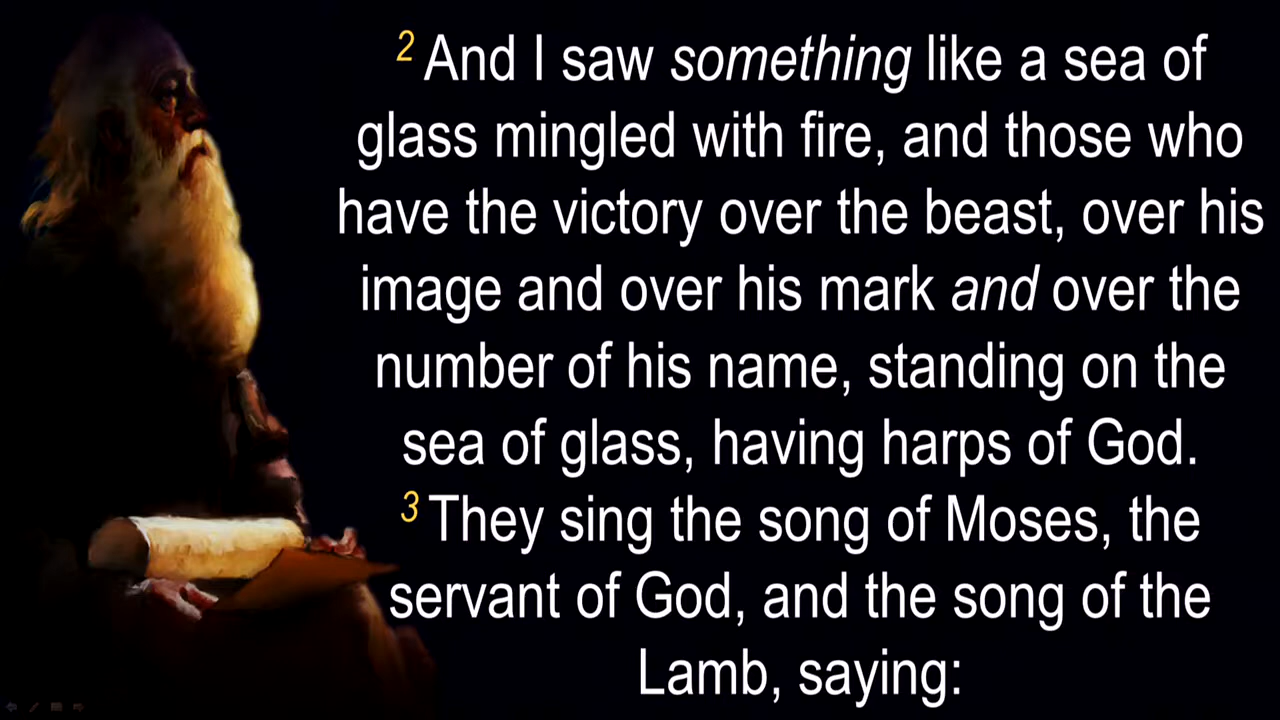 2 And I saw something like a sea of
glass mingled with fire, and those who
have the victory over the beast, over his
image and over his mark and over the
number of his name, standing on the
sea of glass, having harps of God.
3 They sing the song of Moses, the
servant of God, and the song of the
Lamb, saying: